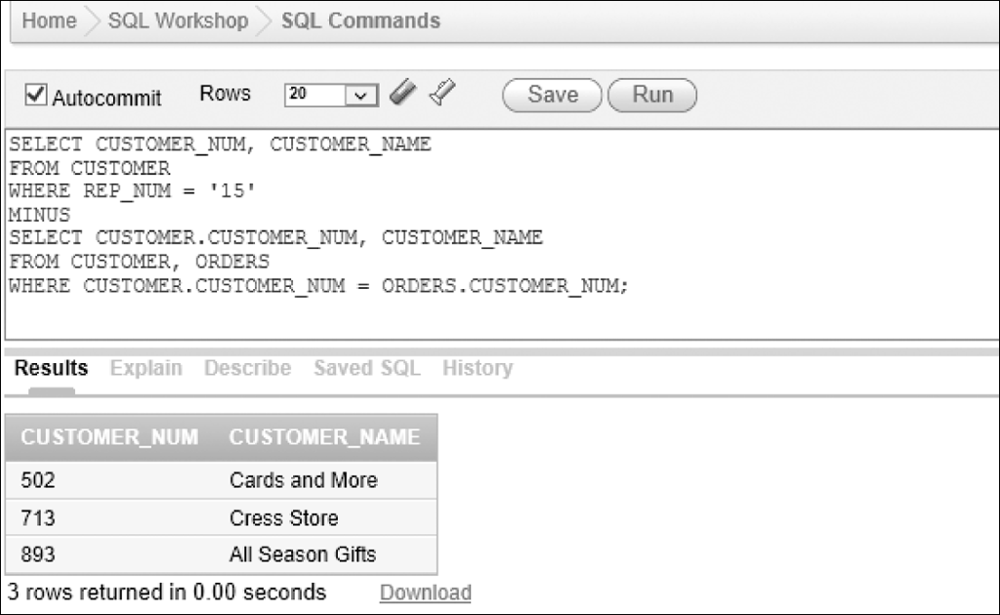 Home SQL Workshop SQL Commands
Autocommit Rows 20 Save Run
SELECT CUSTOMER_NUM, CUSTOMER_NAME
FROM CUSTOMER
WHERE REP_NUM = '15'
MINUS
SELECT CUSTOMER.CUSTOMER_NUM, CUSTOMER_NAME
FROM CUSTOMER, ORDERS
WHERE CUSTOMER.CUSTOMER_NUM = ORDERS.CUSTOMER_NUM;
Results Explain Describe Saved SQL History
CUSTOMER_NUM CUSTOMER_NAME
502 Cards and More
713 Cress Store
893 All Season Gifts
3 rows returned in 0.00 seconds Download